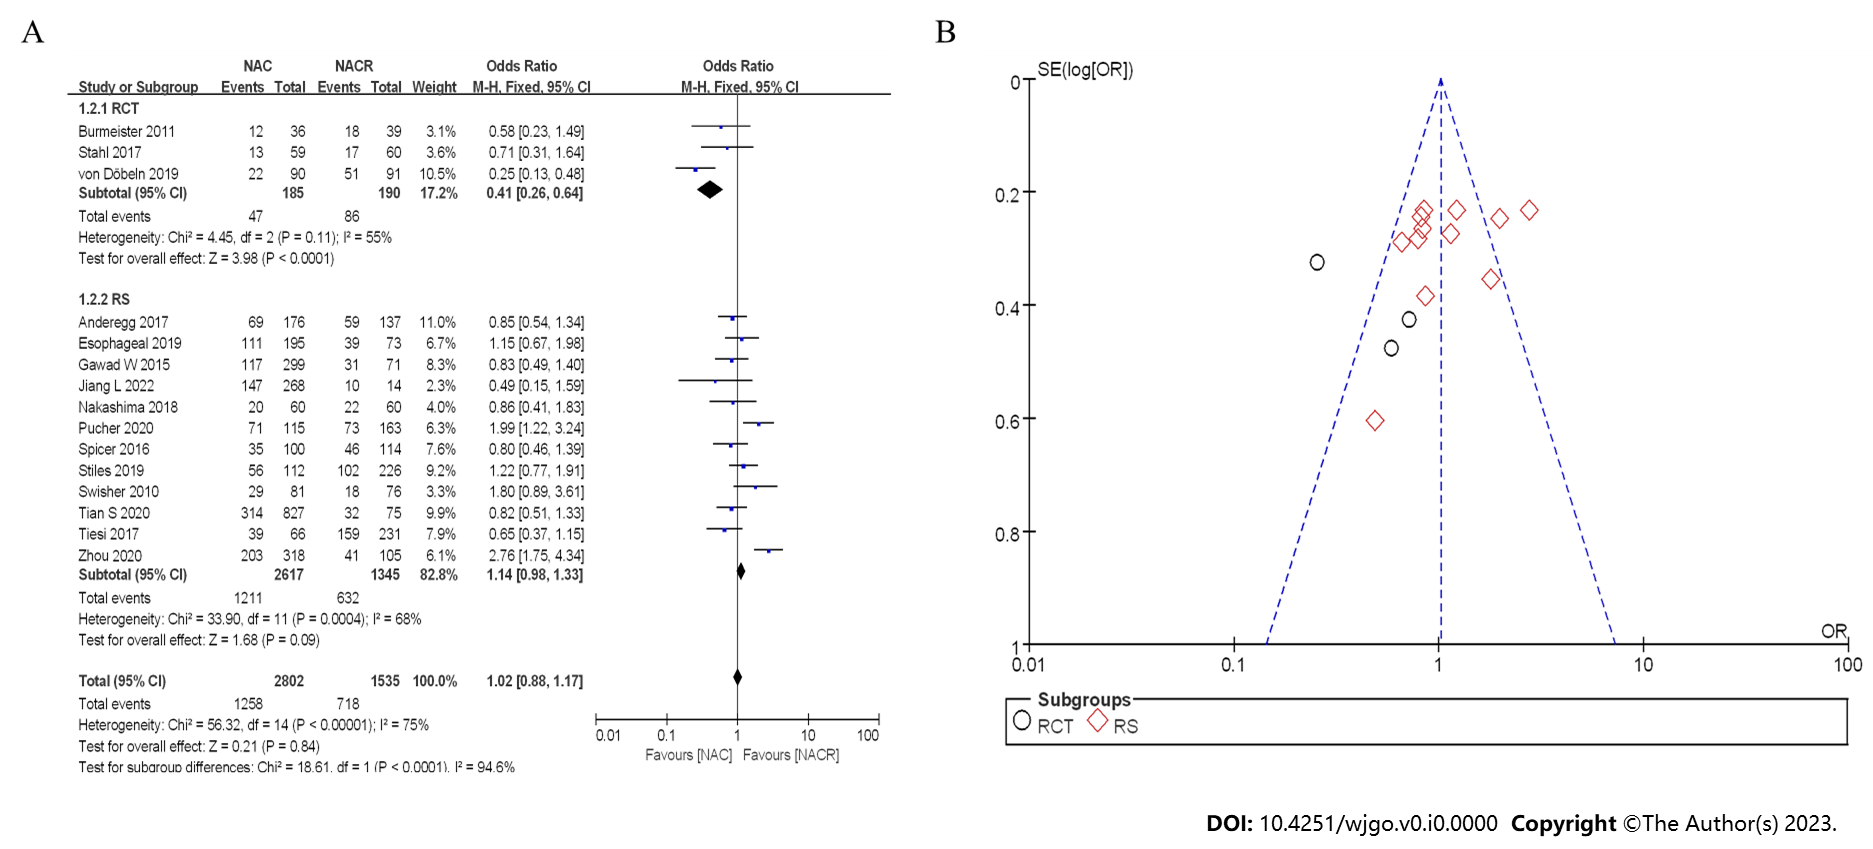 A
NAC NACR Odds Ratio Odds Ratio
Study or Subgroup Events Total Events Total Weight M-H, Fixed, 95% CI M-H, Fixed, 95% CI
1.2.1 RCT
Burmeister 2011 12 36 18 39 3.1% 0.58 [0.23, 1.49]
Stahl 2017 13 59 17 60 3.6% 0.71 [0.31, 1.64]
von Döbeln 2019 22 90 51 91 10.5% 0.25 [0.13, 0.48]
Subtotal (95% CI) 185 190 17.2% 0.41 [0.26, 0.64]
Total events 47 86
Heterogeneity: Chi² = 4.45, df = 2 (P = 0.11); I² = 55%
Test for overall effect: Z = 3.98 (P < 0.0001)
1.2.2 RS
Anderegg 2017 69 176 59 137 11.0% 0.85 [0.54, 1.34]
Esophageal 2019 111 195 39 73 6.7% 1.15 [0.67, 1.98]
Gawad W 2015 117 299 31 71 8.3% 0.83 [0.49, 1.40]
Jiang L 2022 147 268 10 14 2.3% 0.49 [0.15, 1.59]
Nakashima 2018 20 60 22 60 4.0% 0.86 [0.41, 1.83]
Pucher 2020 71 115 73 163 6.3% 1.99 [1.22, 3.24]
Spicer 2016 35 100 46 114 7.6% 0.80 [0.46, 1.39]
Stiles 2019 56 112 102 226 9.2% 1.22 [0.77, 1.91]
Swisher 2010 29 81 18 76 3.3% 1.80 [0.89, 3.61]
Tian S 2020 314 827 32 75 9.9% 0.82 [0.51, 1.33]
Tiesi 2017 39 66 159 231 7.9% 0.65 [0.37, 1.15]
Zhou 2020 203 318 41 105 6.1% 2.76 [1.75, 4.34]
Subtotal (95% CI) 2617 1345 82.8% 1.14 [0.98, 1.33]
Total events 1211 632
Heterogeneity: Chi² = 33.90, df = 11 (P = 0.0004); I² = 68%
Test for overall effect: Z = 1.68 (P = 0.09)
Total (95% CI) 2802 1535 100.0% 1.02 [0.88, 1.17]
Total events 1258 718
Heterogeneity: Chi² = 56.32, df = 14 (P < 0.00001); I² = 75%
Test for overall effect: Z = 0.21 (P = 0.84)
Test for subgroup differences: Chi² = 18.61, df = 1 (P < 0.0001), I² = 94.6%
0.01 0.1 1 10 100
Favours [NAC] Favours [NACR]
B
SE(log[OR])
0
0.2
0.4
0.6
0.8
1
OR
0.01 0.1 1 10 100
Subgroups
RCT RS
DOI: 10.4251/wjgo.v0.i0.0000 Copyright ©The Author(s) 2023.